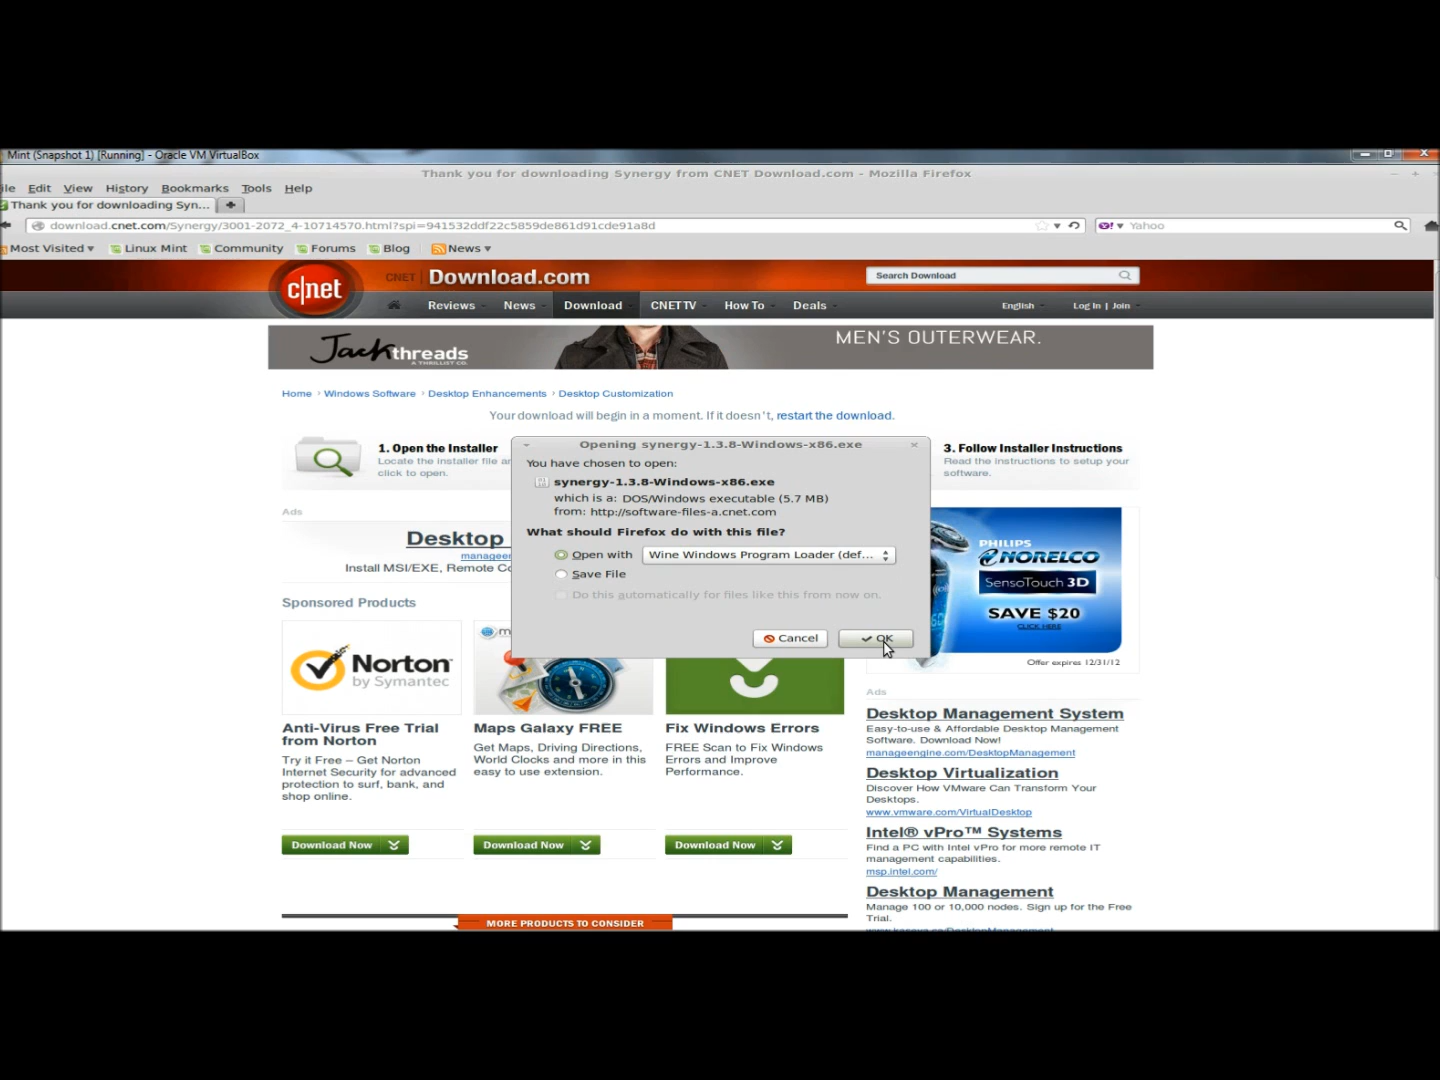 Mint (Snapshot 1) [Running] - Oracle VM VirtualBox
Thank you for downloading Synergy from CNET Download.com - Mozilla Firefox
ile Edit View History Bookmarks Tools Help
Thank you for downloading Syn...
download.cnet.com/Synergy/3001-2072_4-10714570.html?spi=941532ddf22c5859de861d91cde91a8d
Yahoo
Most Visited Linux Mint Community Forums Blog News
c|net
CNET Download.com
Search Download
Reviews News Download CNET TV How To Deals English Log In | Join
Jackthreads
A THRILLIST CO.
MEN'S OUTERWEAR.
Home › Windows Software › Desktop Enhancements › Desktop Customization
Your download will begin in a moment. If it doesn't, restart the download.
1. Open the Installer
Locate the installer file an
click to open.
3. Follow Installer Instructions
Read the instructions to setup your
software.
Opening synergy-1.3.8-Windows-x86.exe
You have chosen to open:
synergy-1.3.8-Windows-x86.exe
which is a: DOS/Windows executable (5.7 MB)
from: http://software-files-a.cnet.com
What should Firefox do with this file?
Open with Wine Windows Program Loader (def...
Save File
Do this automatically for files like this from now on.
Cancel OK
Ads
Desktop
manageen
Install MSI/EXE, Remote Co
Sponsored Products
Norton
by Symantec
Anti-Virus Free Trial
from Norton
Try it Free – Get Norton
Internet Security for advanced
protection to surf, bank, and
shop online.
Download Now
m
Maps Galaxy FREE
Get Maps, Driving Directions,
World Clocks and more in this
easy to use extension.
Download Now
Fix Windows Errors
FREE Scan to Fix Windows
Errors and Improve
Performance.
Download Now
MORE PRODUCTS TO CONSIDER
PHILIPS
NORELCO
SensoTouch 3D
SAVE $20
CLICK HERE
Offer expires 12/31/12
Ads
Desktop Management System
Easy-to-use & Affordable Desktop Management
Software. Download Now!
manageengine.com/DesktopManagement
Desktop Virtualization
Discover How VMware Can Transform Your
Desktops.
www.vmware.com/VirtualDesktop
Intel® vPro™ Systems
Find a PC with Intel vPro for more remote IT
management capabilities.
msp.intel.com/
Desktop Management
Manage 100 or 10,000 nodes. Sign up for the Free
Trial.